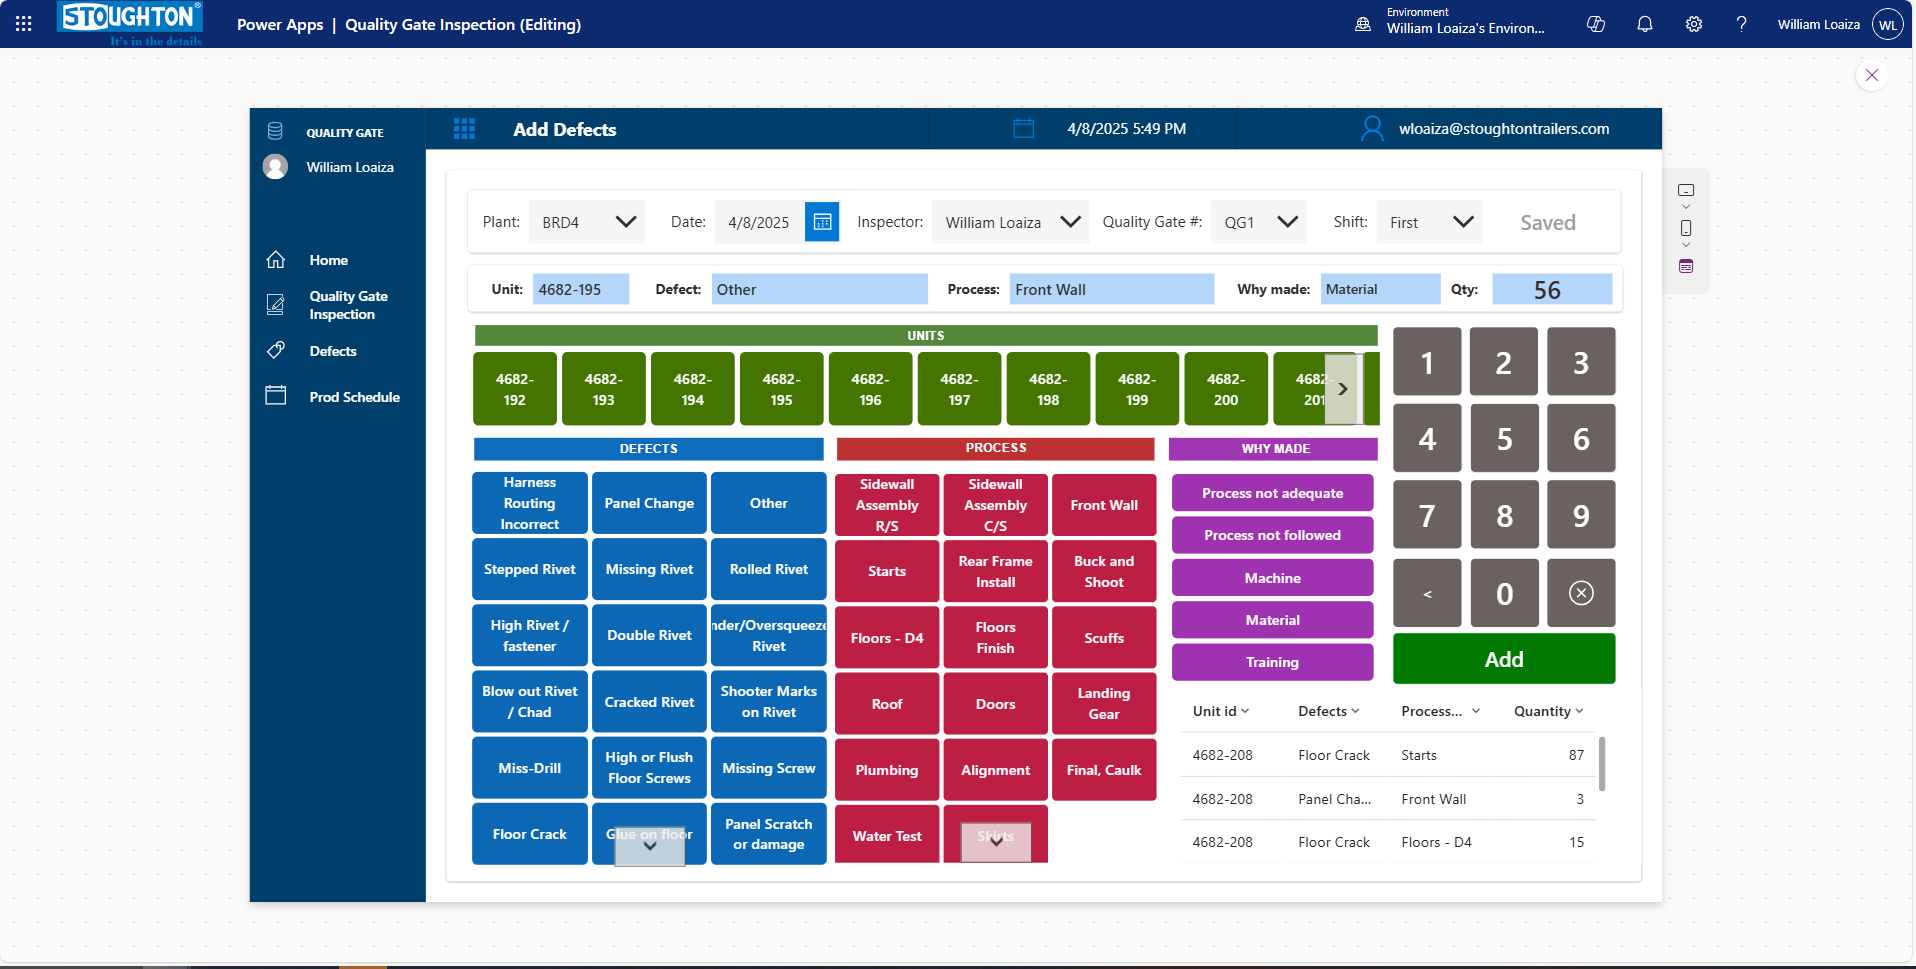 STOUGHTON®
It's in the details
Power Apps | Quality Gate Inspection (Editing)
Environment
William Loaiza's Environ...
?
William Loaiza
WL
QUALITY GATE
William Loaiza
Home
Quality Gate
Inspection
Defects
Prod Schedule
Add Defects
4/8/2025 5:49 PM
wloaiza@stoughtontrailers.com
Plant: BRD4 Date: 4/8/2025 Inspector: William Loaiza Quality Gate #: QG1 Shift: First Saved
Unit: 4682-195 Defect: Other Process: Front Wall Why made: Material Qty: 56
UNITS
4682-
192
4682-
193
4682-
194
4682-
195
4682-
196
4682-
197
4682-
198
4682-
199
4682-
200
4682-
201
DEFECTS
Harness
Routing
Incorrect
Panel Change
Other
Stepped Rivet
Missing Rivet
Rolled Rivet
High Rivet /
fastener
Double Rivet
nder/Oversqueeze
Rivet
Blow out Rivet
/ Chad
Cracked Rivet
Shooter Marks
on Rivet
Miss-Drill
High or Flush
Floor Screws
Missing Screw
Floor Crack
Glue on floor
Panel Scratch
or damage
PROCESS
Sidewall
Assembly
R/S
Sidewall
Assembly
C/S
Front Wall
Starts
Rear Frame
Install
Buck and
Shoot
Floors - D4
Floors
Finish
Scuffs
Roof
Doors
Landing
Gear
Plumbing
Alignment
Final, Caulk
Water Test
Skirts
WHY MADE
Process not adequate
Process not followed
Machine
Material
Training
1 2 3
4 5 6
7 8 9
< 0
Add
Unit id Defects Process... Quantity
4682-208 Floor Crack Starts 87
4682-208 Panel Cha... Front Wall 3
4682-208 Floor Crack Floors - D4 15